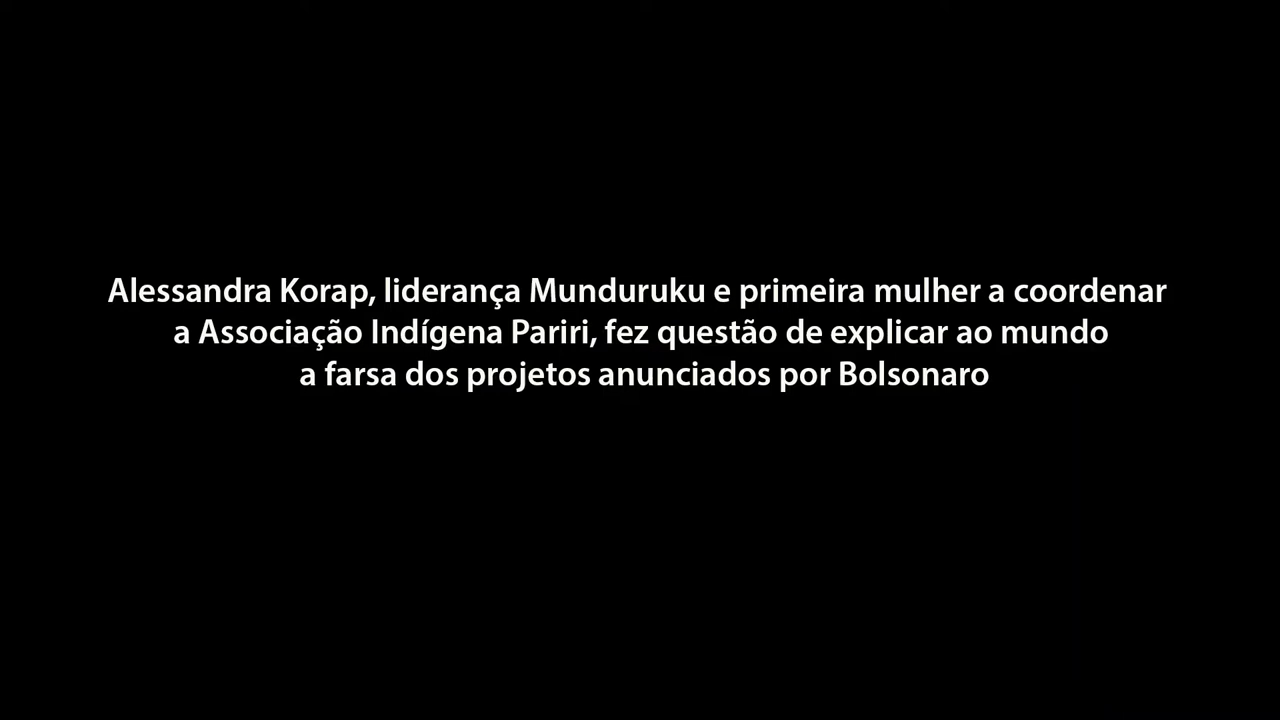 Alessandra Korap, liderança Munduruku e primeira mulher a coordenar
a Associação Indígena Pariri, fez questão de explicar ao mundo
a farsa dos projetos anunciados por Bolsonaro